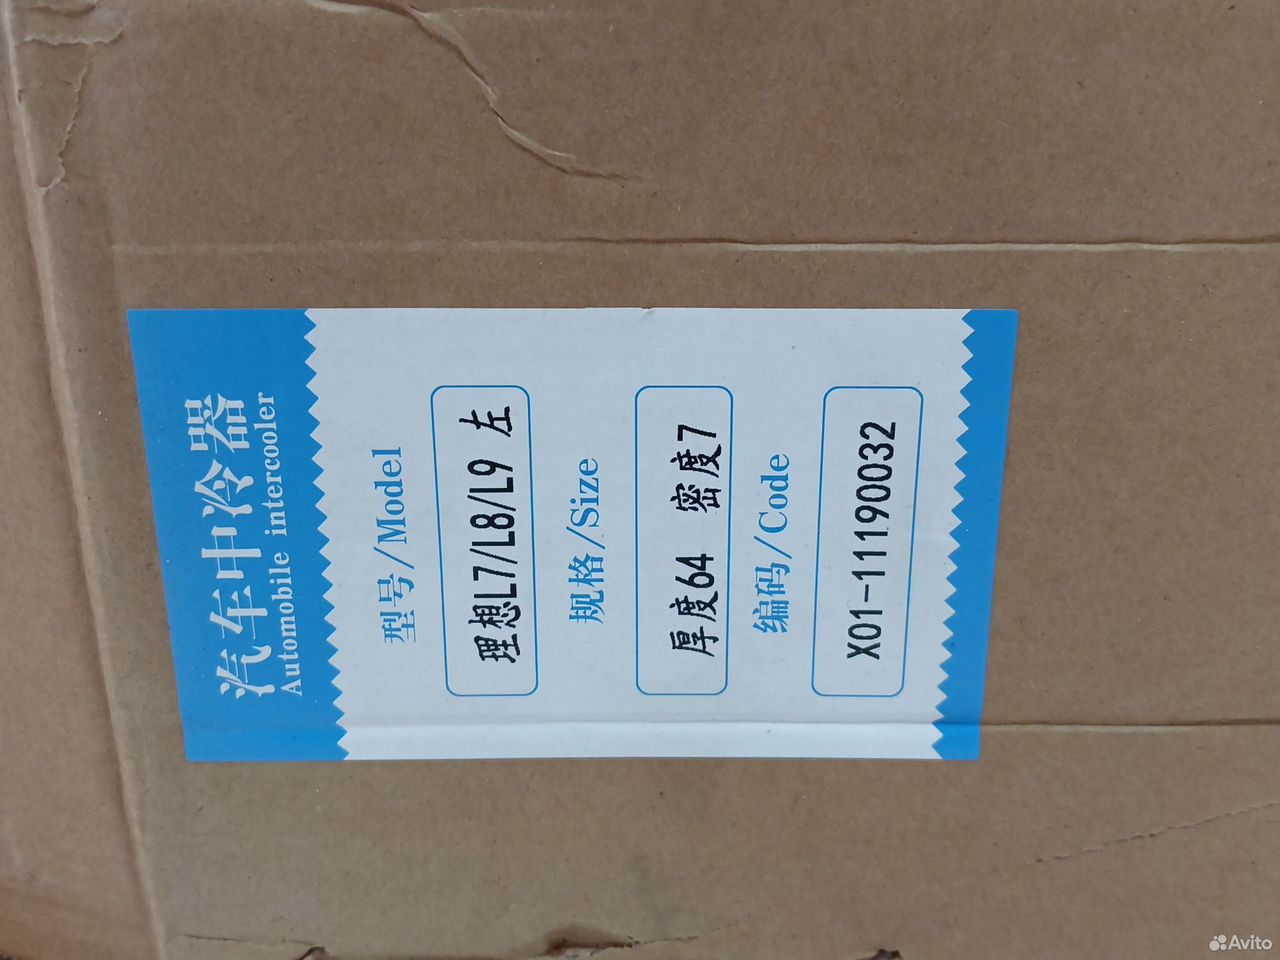 汽车中冷器
Automobile intercooler
型号/Model
理想L7/L8/L9 左
规格/Size
厚度64 密度7
编码/Code
X01-11190032
Avito